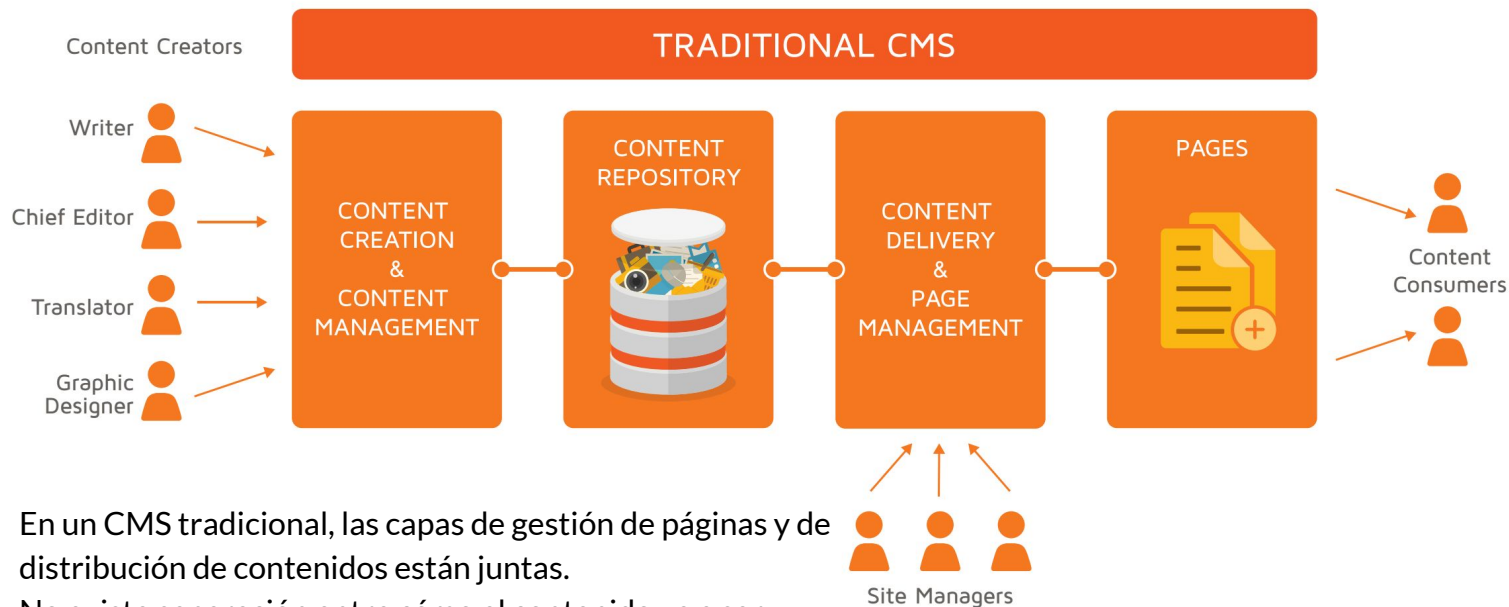 Content Creators
TRADITIONAL CMS
Writer
Chief Editor
Translator
Graphic
Designer
CONTENT
CREATION
&
CONTENT
MANAGEMENT
CONTENT
REPOSITORY
CONTENT
DELIVERY
&
PAGE
MANAGEMENT
PAGES
Content
Consumers
Site Managers
En un CMS tradicional, las capas de gestión de páginas y de
distribución de contenidos están juntas.